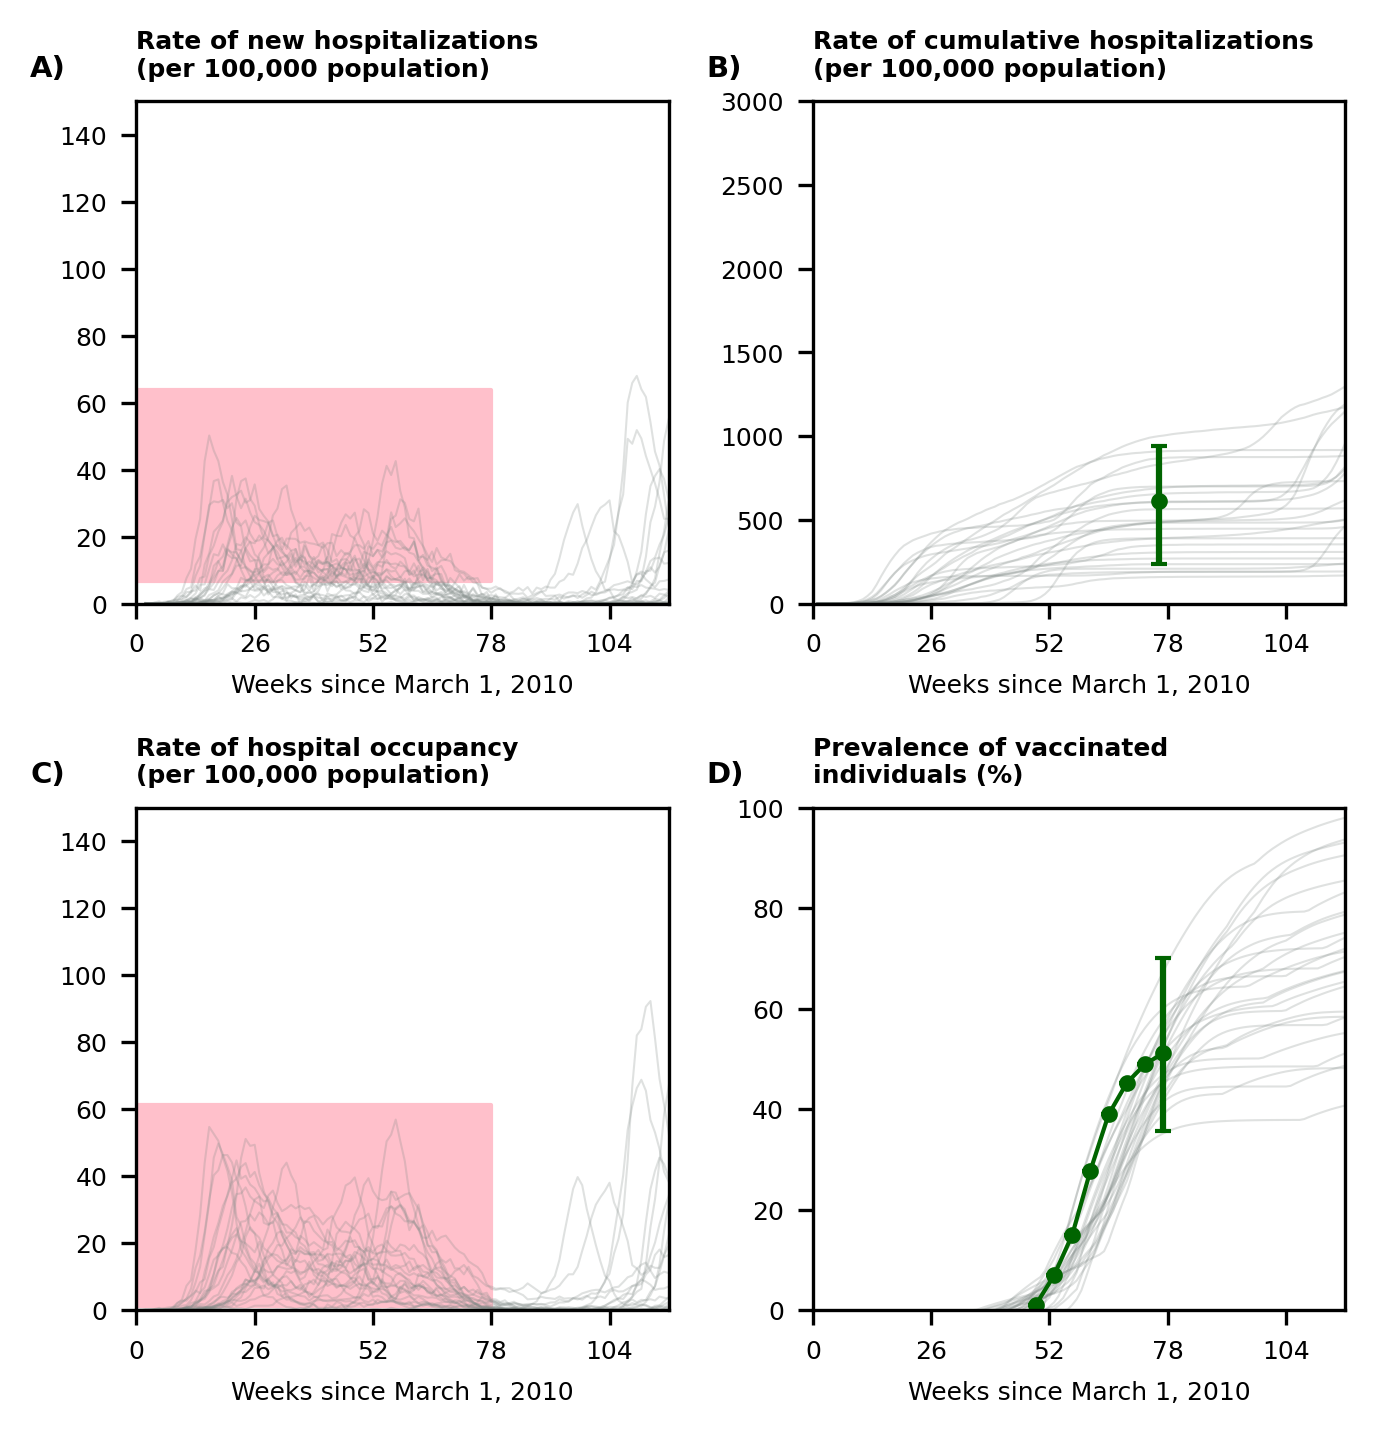 A)
Rate of new hospitalizations
(per 100,000 population)
140
120
100
80
60
40
20
0
0 26 52 78 104
Weeks since March 1, 2010
B)
Rate of cumulative hospitalizations
(per 100,000 population)
3000
2500
2000
1500
1000
500
0
0 26 52 78 104
Weeks since March 1, 2010
C)
Rate of hospital occupancy
(per 100,000 population)
140
120
100
80
60
40
20
0
0 26 52 78 104
Weeks since March 1, 2010
D)
Prevalence of vaccinated
individuals (%)
100
80
60
40
20
0
0 26 52 78 104
Weeks since March 1, 2010